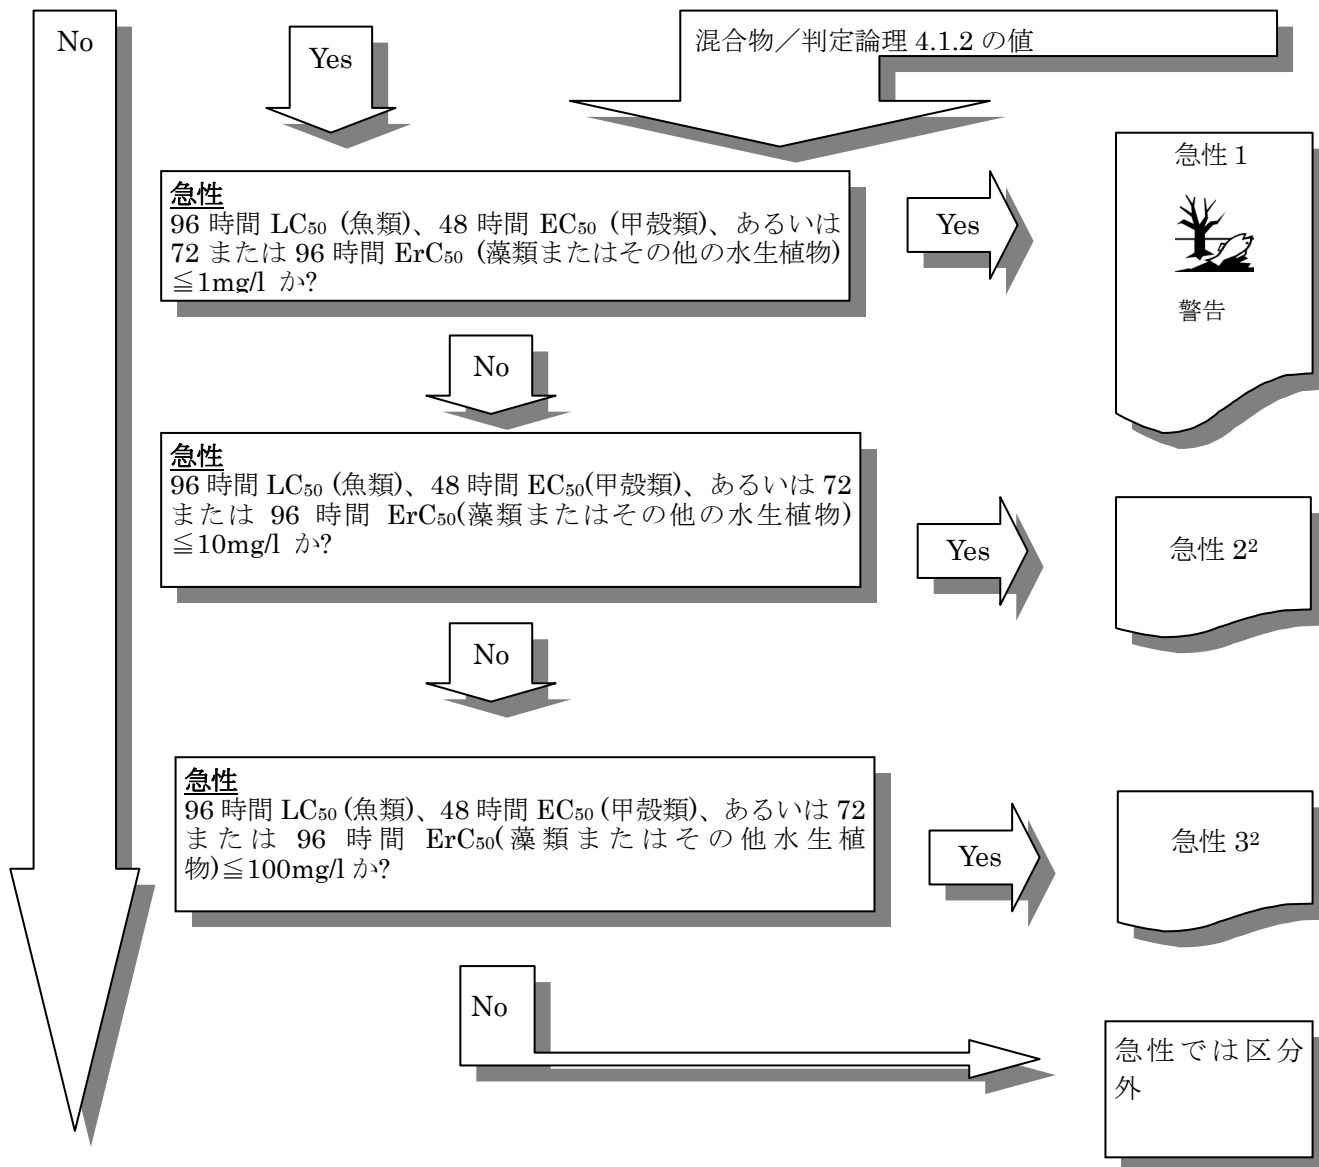 No
Yes
混合物／判定論理 4.1.2 の値
急性
96 時間 LC50 (魚類)、48 時間 EC50 (甲殻類)、あるいは
72 または 96 時間 ErC50 (藻類またはその他の水生植物)
≦1mg/l か?
Yes
急性 1
警告
No
急性
96 時間 LC50 (魚類)、48 時間 EC50(甲殻類)、あるいは 72
または 96 時間 ErC50(藻類またはその他の水生植物)
≦10mg/l か?
Yes
急性 2²
No
急性
96 時間 LC50 (魚類)、48 時間 EC50 (甲殻類)、あるいは 72
または 96 時間 ErC50(藻類またはその他水生植
物)≦100mg/l か?
Yes
急性 3²
No
急性では区分
外